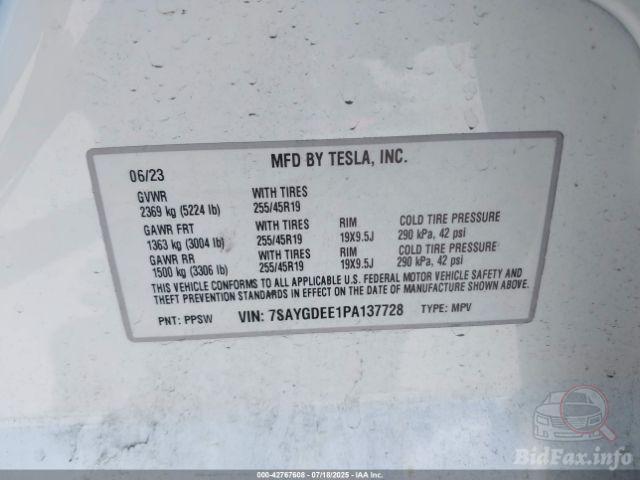 MFD BY TESLA, INC.
06/23
GVWR WITH TIRES
2369 kg (5224 lb) 255/45R19
GAWR FRT WITH TIRES RIM COLD TIRE PRESSURE
1363 kg (3004 lb) 255/45R19 19X9.5J 290 kPa, 42 psi
GAWR RR WITH TIRES RIM COLD TIRE PRESSURE
1500 kg (3306 lb) 255/45R19 19X9.5J 290 kPa, 42 psi
THIS VEHICLE CONFORMS TO ALL APPLICABLE U.S. FEDERAL MOTOR VEHICLE SAFETY AND
THEFT PREVENTION STANDARDS IN EFFECT ON THE DATE OF MANUFACTURE SHOWN ABOVE.
PNT: PPSW VIN: 7SAYGDEE1PA137728 TYPE: MPV
BidFax.info
000-42767608 - 07/18/2025 - IAA Inc.